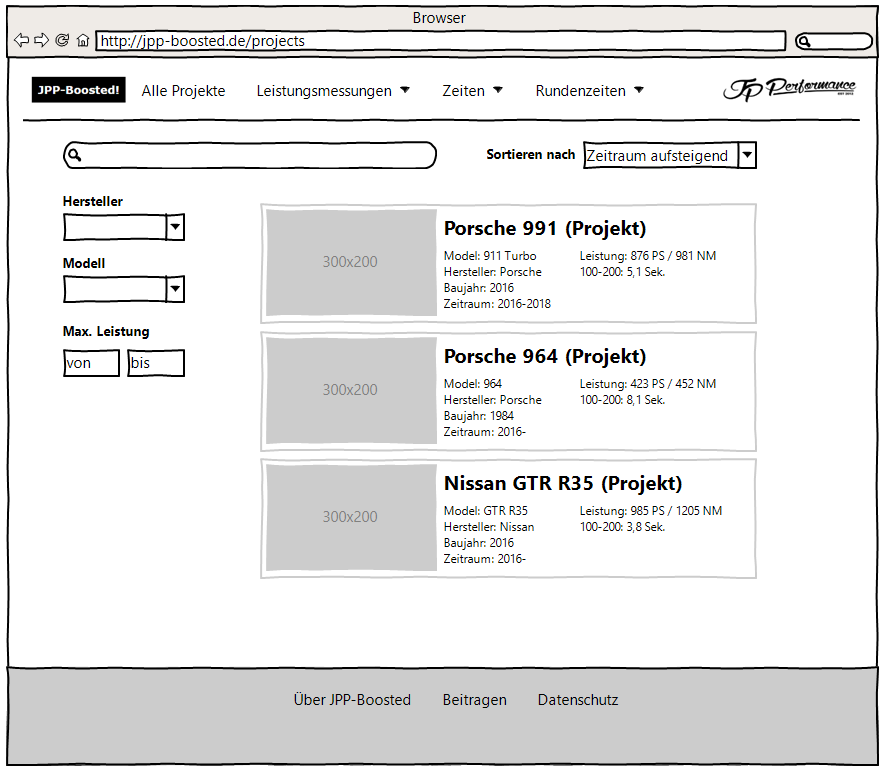 Browser
http://jpp-boosted.de/projects
JPP-Boosted! Alle Projekte Leistungsmessungen Zeiten Rundenzeiten JP Performance
Sortieren nach Zeitraum aufsteigend
Hersteller
Modell
Max. Leistung
von bis
300x200
Porsche 991 (Projekt)
Model: 911 Turbo Leistung: 876 PS / 981 NM
Hersteller: Porsche 100-200: 5,1 Sek.
Baujahr: 2016
Zeitraum: 2016-2018
300x200
Porsche 964 (Projekt)
Model: 964 Leistung: 423 PS / 452 NM
Hersteller: Porsche 100-200: 8,1 Sek.
Baujahr: 1984
Zeitraum: 2016-
300x200
Nissan GTR R35 (Projekt)
Model: GTR R35 Leistung: 985 PS / 1205 NM
Hersteller: Nissan 100-200: 3,8 Sek.
Baujahr: 2016
Zeitraum: 2016-
Über JPP-Boosted Beitragen Datenschutz